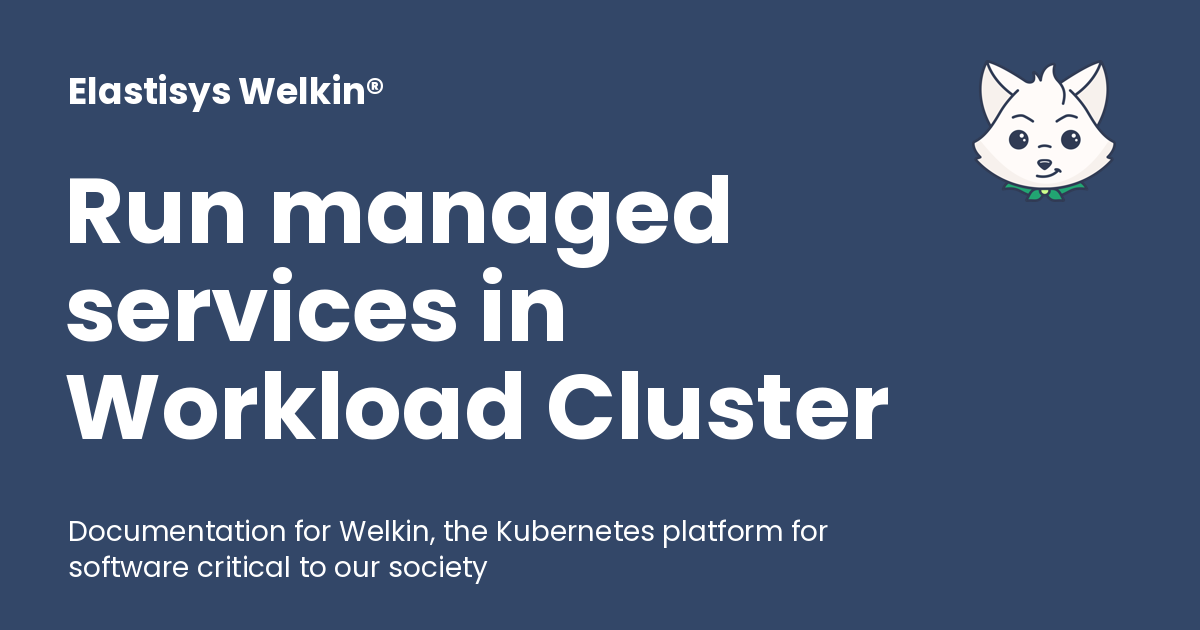 Elastisys Welkin®
Run managed
services in
Workload Cluster
Documentation for Welkin, the Kubernetes platform for
software critical to our society